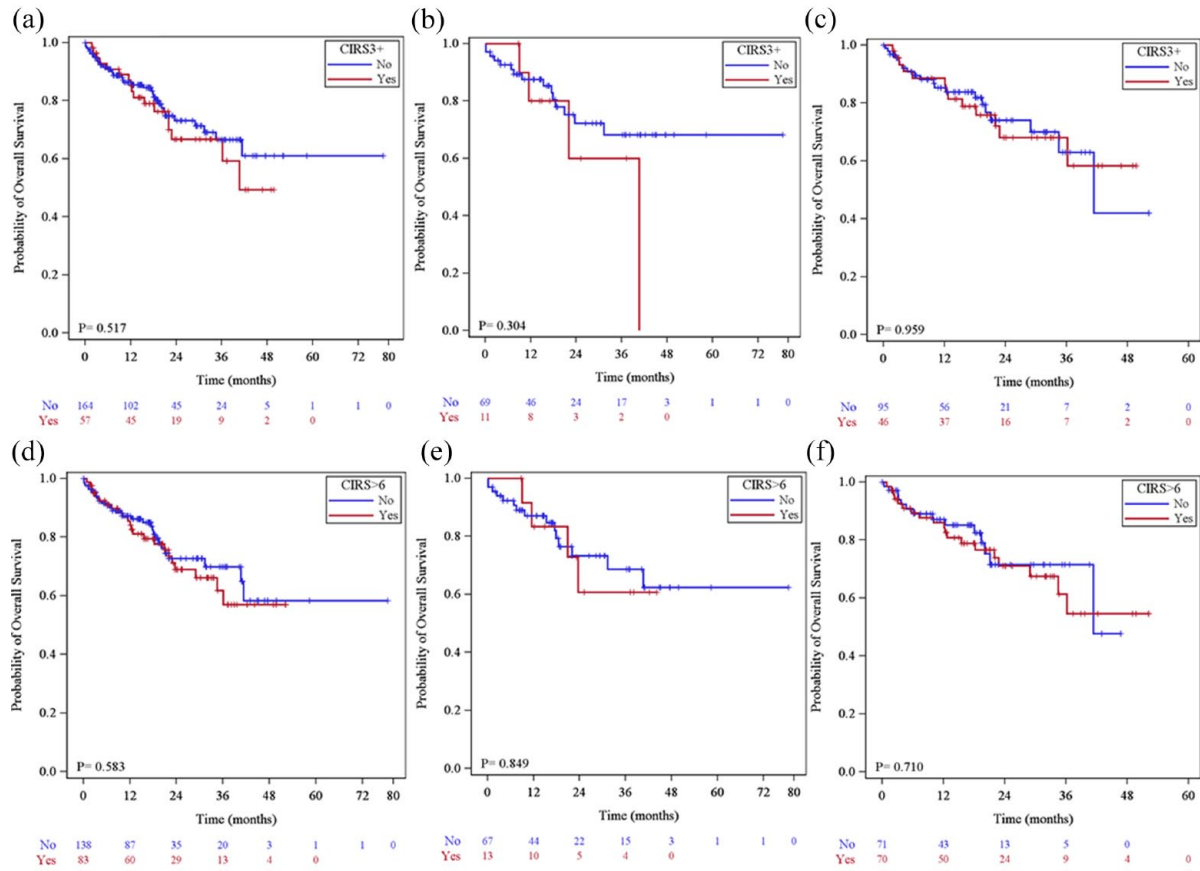 (a)
CIRS3+
No
Yes
Probability of Overall Survival
1.0
0.8
0.6
0.4
0.2
0.0
P= 0.517
0 12 24 36 48 60 72 80
Time (months)
No 164 102 45 24 5 1 1 0
Yes 57 45 19 9 2 0
(b)
CIRS3+
No
Yes
Probability of Overall Survival
1.0
0.8
0.6
0.4
0.2
0.0
P= 0.304
0 12 24 36 48 60 72 80
Time (months)
No 69 46 24 17 3 1 1 0
Yes 11 8 3 2 0
(c)
CIRS3+
No
Yes
Probability of Overall Survival
1.0
0.8
0.6
0.4
0.2
0.0
P= 0.959
0 12 24 36 48 60
Time (months)
No 95 56 21 7 2 0
Yes 46 37 16 7 2 0
(d)
CIRS>6
No
Yes
Probability of Overall Survival
1.0
0.8
0.6
0.4
0.2
0.0
P= 0.583
0 12 24 36 48 60 72 80
Time (months)
No 138 87 35 20 3 1 1 0
Yes 83 60 29 13 4 0
(e)
CIRS>6
No
Yes
Probability of Overall Survival
1.0
0.8
0.6
0.4
0.2
0.0
P= 0.849
0 12 24 36 48 60 72 80
Time (months)
No 67 44 22 15 3 1 1 0
Yes 13 10 5 4 0
(f)
CIRS>6
No
Yes
Probability of Overall Survival
1.0
0.8
0.6
0.4
0.2
0.0
P= 0.710
0 12 24 36 48 60
Time (months)
No 71 43 13 5 0
Yes 70 50 24 9 4 0